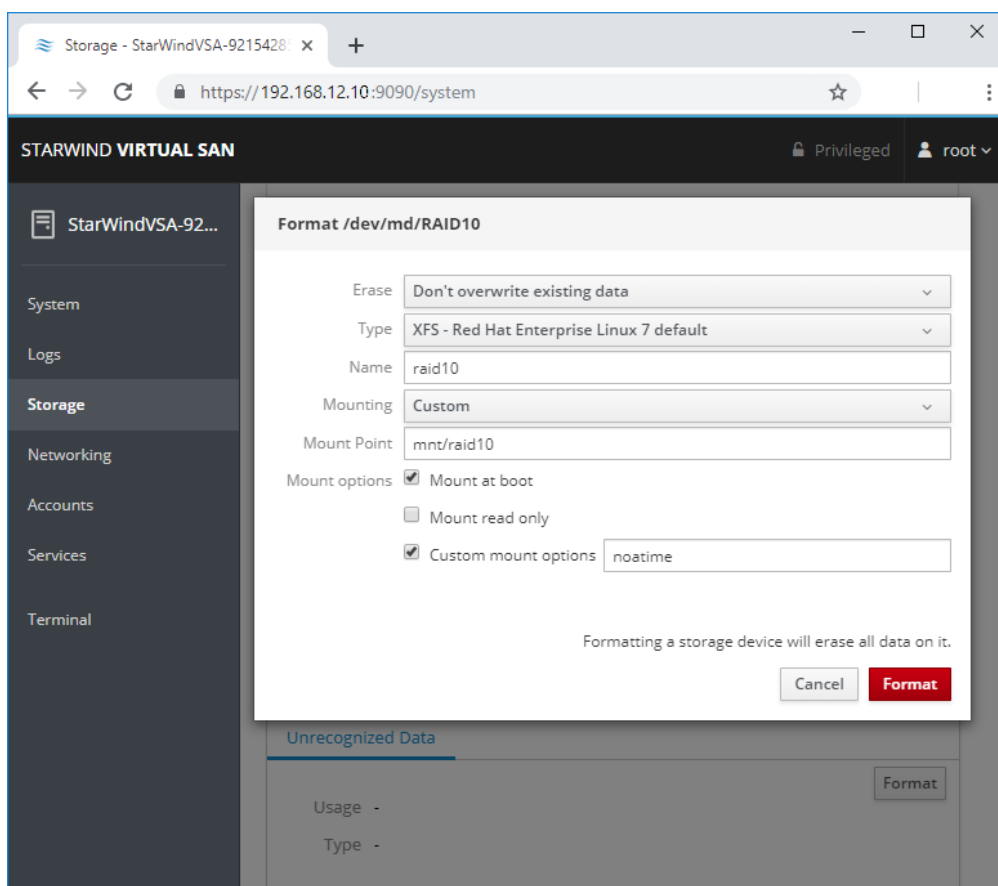 Storage - StarWindVSA-9215428
https://192.168.12.10:9090/system
STARWIND VIRTUAL SAN
Privileged
root
StarWindVSA-92...
System
Logs
Storage
Networking
Accounts
Services
Terminal
Format /dev/md/RAID10
Erase Don't overwrite existing data
Type XFS - Red Hat Enterprise Linux 7 default
Name raid10
Mounting Custom
Mount Point mnt/raid10
Mount options Mount at boot
Mount read only
Custom mount options noatime
Formatting a storage device will erase all data on it.
Cancel Format
Unrecognized Data
Format
Usage -
Type -